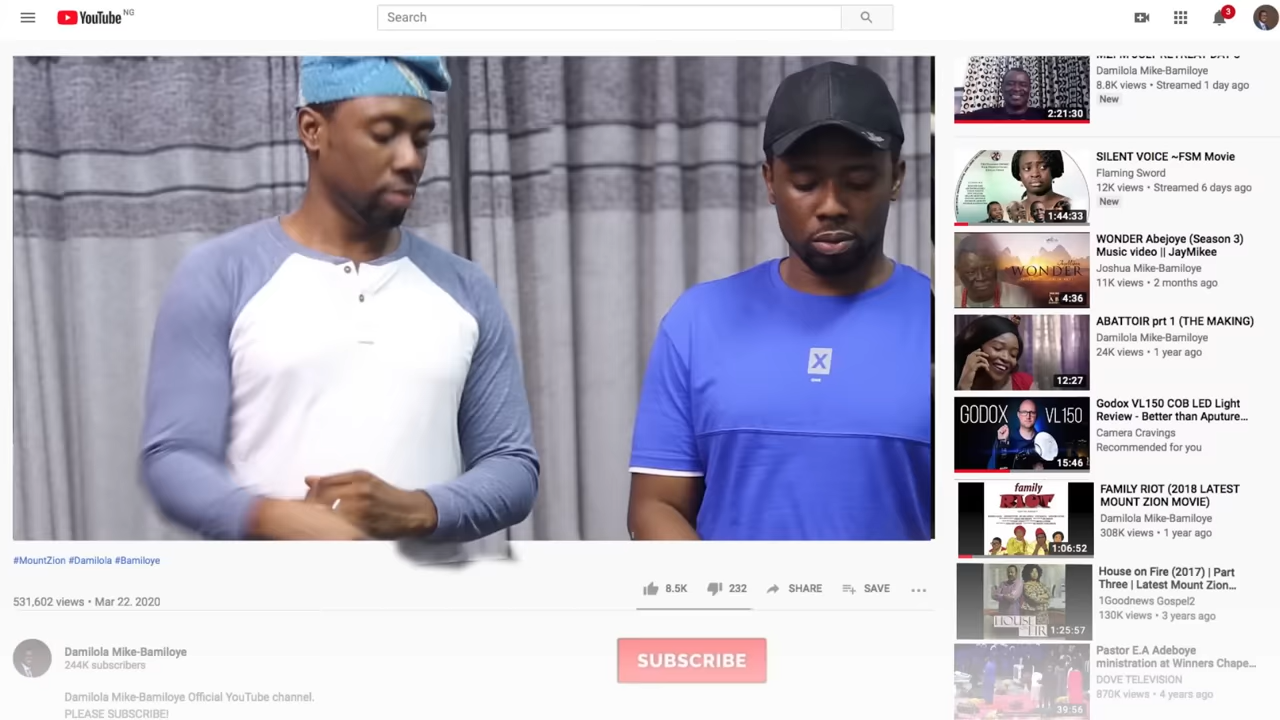 YouTube NG
Search
3
X
#MountZion #Damilola #Bamiloye
531,602 views • Mar 22. 2020
8.5K
232
SHARE
SAVE
Damilola Mike-Bamiloye
244K subscribers
SUBSCRIBE
Damilola Mike-Bamiloye Official YouTube channel.
PLEASE SUBSCRIBE!
Damilola Mike-Bamiloye
8.8K views • Streamed 1 day ago
New
2:21:30
SILENT VOICE ~FSM Movie
Flaming Sword
12K views • Streamed 6 days ago
New
1:44:33
WONDER Abejoye (Season 3)
Music video || JayMikee
Joshua Mike-Bamiloye
11K views • 2 months ago
WONDER
4:36
ABATTOIR prt 1 (THE MAKING)
Damilola Mike-Bamiloye
24K views • 1 year ago
12:27
Godox VL150 COB LED Light
Review - Better than Aputure...
Camera Cravings
Recommended for you
GODOX VL150
15:46
FAMILY RIOT (2018 LATEST
MOUNT ZION MOVIE)
Damilola Mike-Bamiloye
308K views • 1 year ago
family
RIOT
1:06:52
House on Fire (2017) | Part
Three | Latest Mount Zion...
1Goodnews Gospel2
130K views • 3 years ago
1:25:57
Pastor E.A Adeboye
ministration at Winners Chape...
DOVE TELEVISION
870K views • 4 years ago
39:56